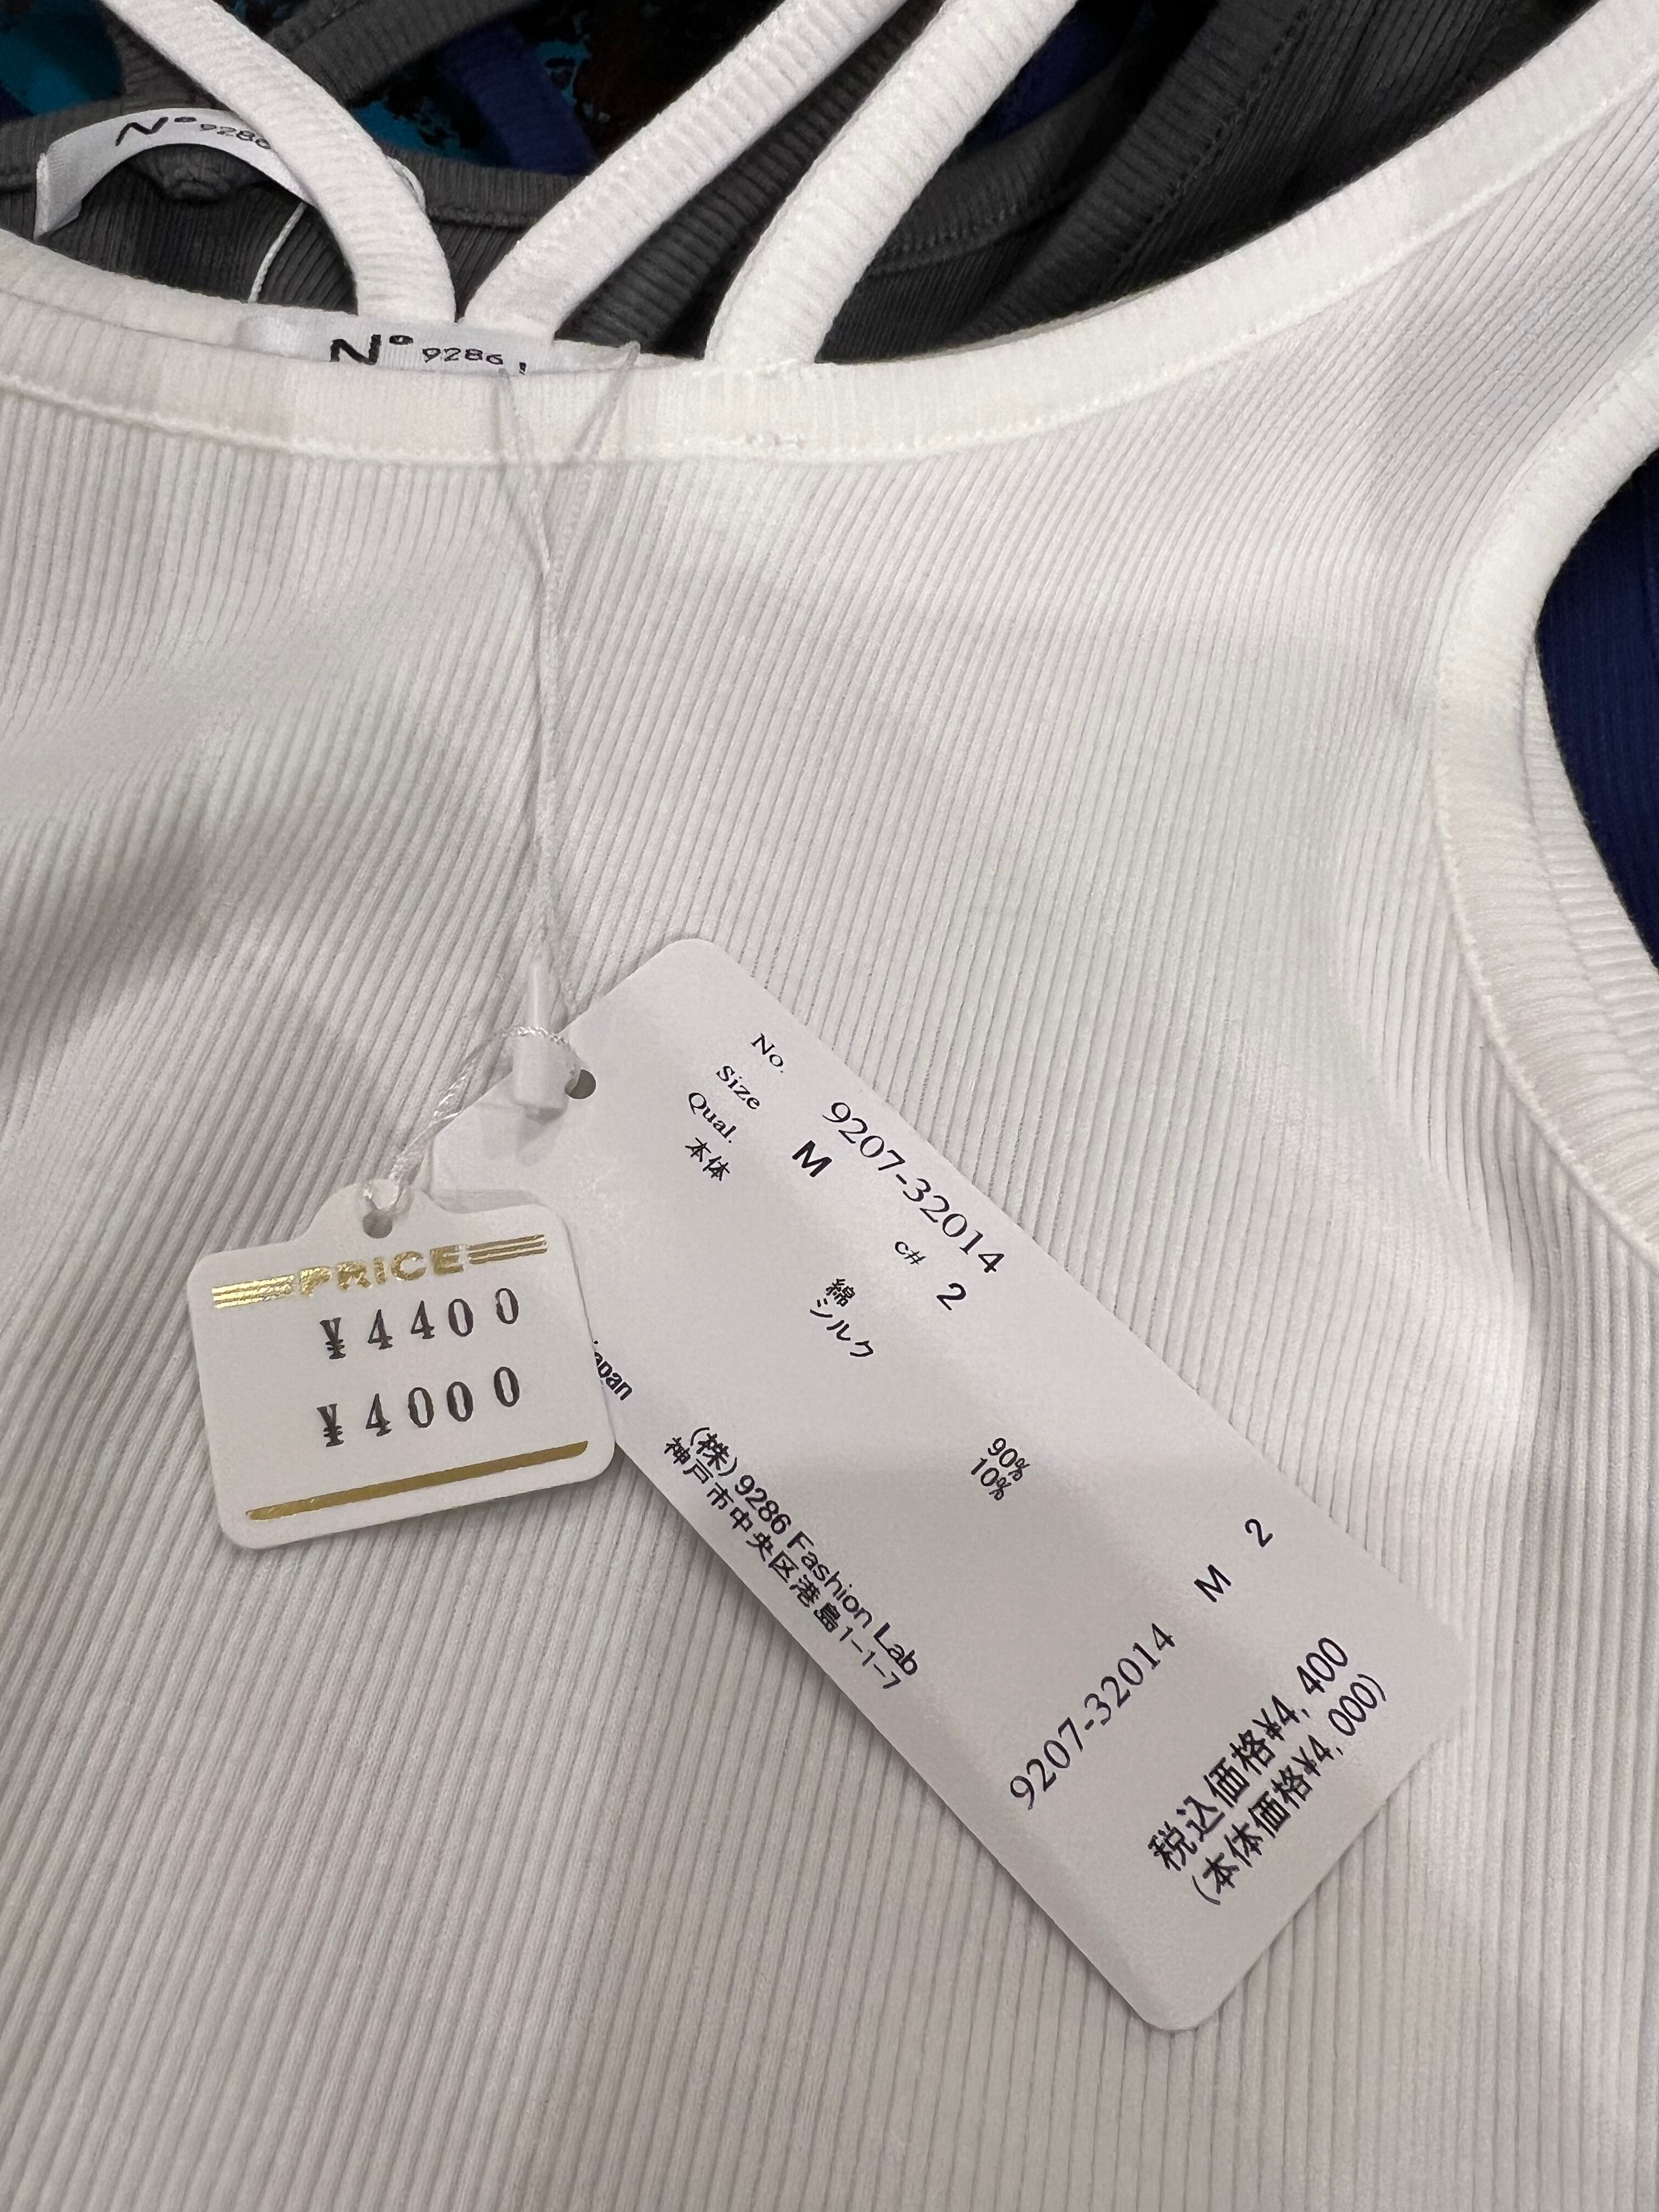 N° 9286
N° 9286
PRICE
¥4400
¥4000
No. 9207-32014
Size M c# 2
Qual.
本体 綿 90%
シルク 10%
(株) 9286 Fashion Lab
神戸市中央区港島1-1-7
9207-32014 M 2
税込価格¥4,400
(本体価格¥4,000)